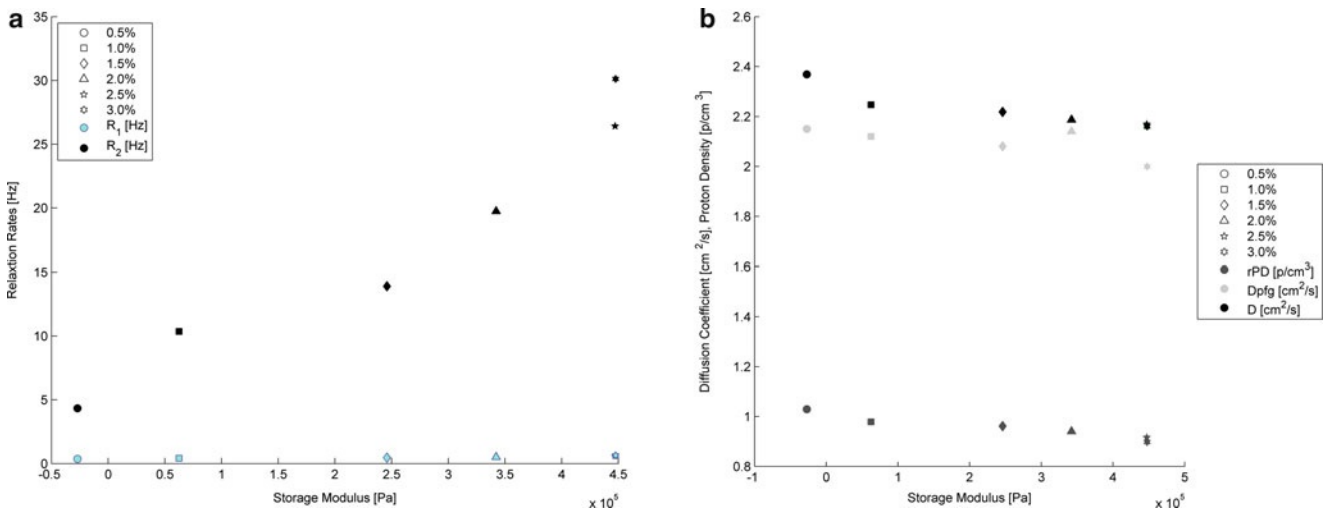 a
35
30
25
20
15
10
5
0
Relaxtion Rates [Hz]
0.5%
1.0%
1.5%
2.0%
2.5%
3.0%
R_1 [Hz]
R_2 [Hz]
-0.5 0 0.5 1 1.5 2 2.5 3 3.5 4 4.5
Storage Modulus [Pa]
x 10^5
b
2.6
2.4
2.2
2
1.8
1.6
1.4
1.2
1
0.8
Diffusion Coefficient [cm^2/s], Proton Density [p/cm^3]
-1 0 1 2 3 4 5
Storage Modulus [Pa]
x 10^5
0.5%
1.0%
1.5%
2.0%
2.5%
3.0%
rPD [p/cm^3]
Dpfg [cm^2/s]
D [cm^2/s]